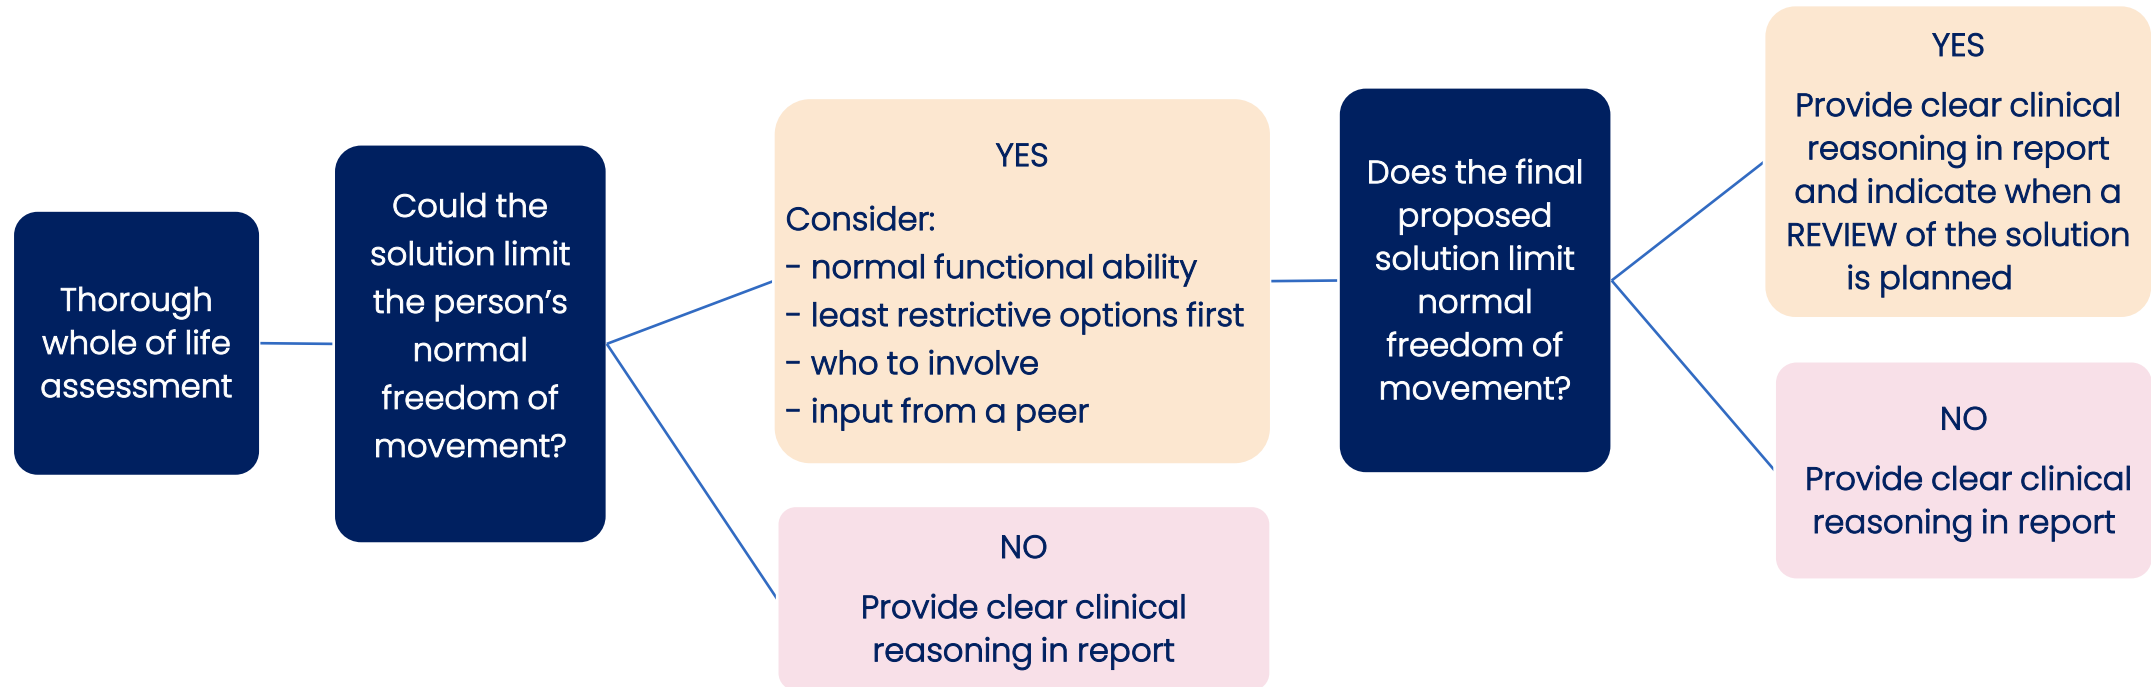 Thorough
whole of life
assessment
Could the
solution limit
the person’s
normal
freedom of
movement?
YES
Consider:
- normal functional ability
- least restrictive options first
- who to involve
- input from a peer
NO
Provide clear clinical
reasoning in report
Does the final
proposed
solution limit
normal
freedom of
movement?
YES
Provide clear clinical
reasoning in report
and indicate when a
REVIEW of the solution
is planned
NO
Provide clear clinical
reasoning in report